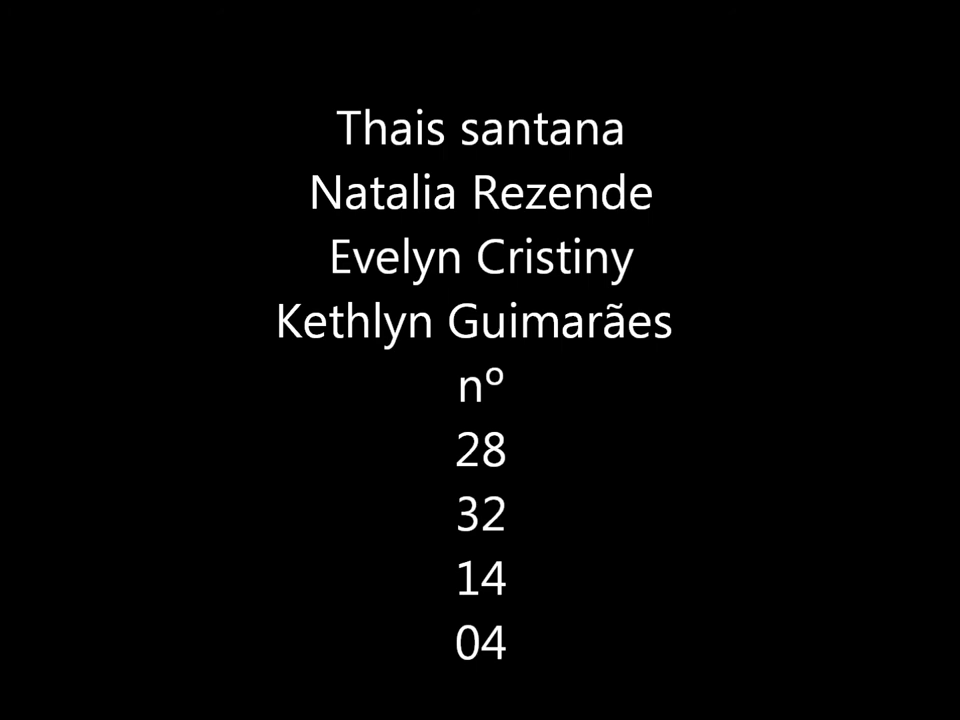 Thais santana
Natalia Rezende
Evelyn Cristiny
Kethlyn Guimarães
nº
28
32
14
04